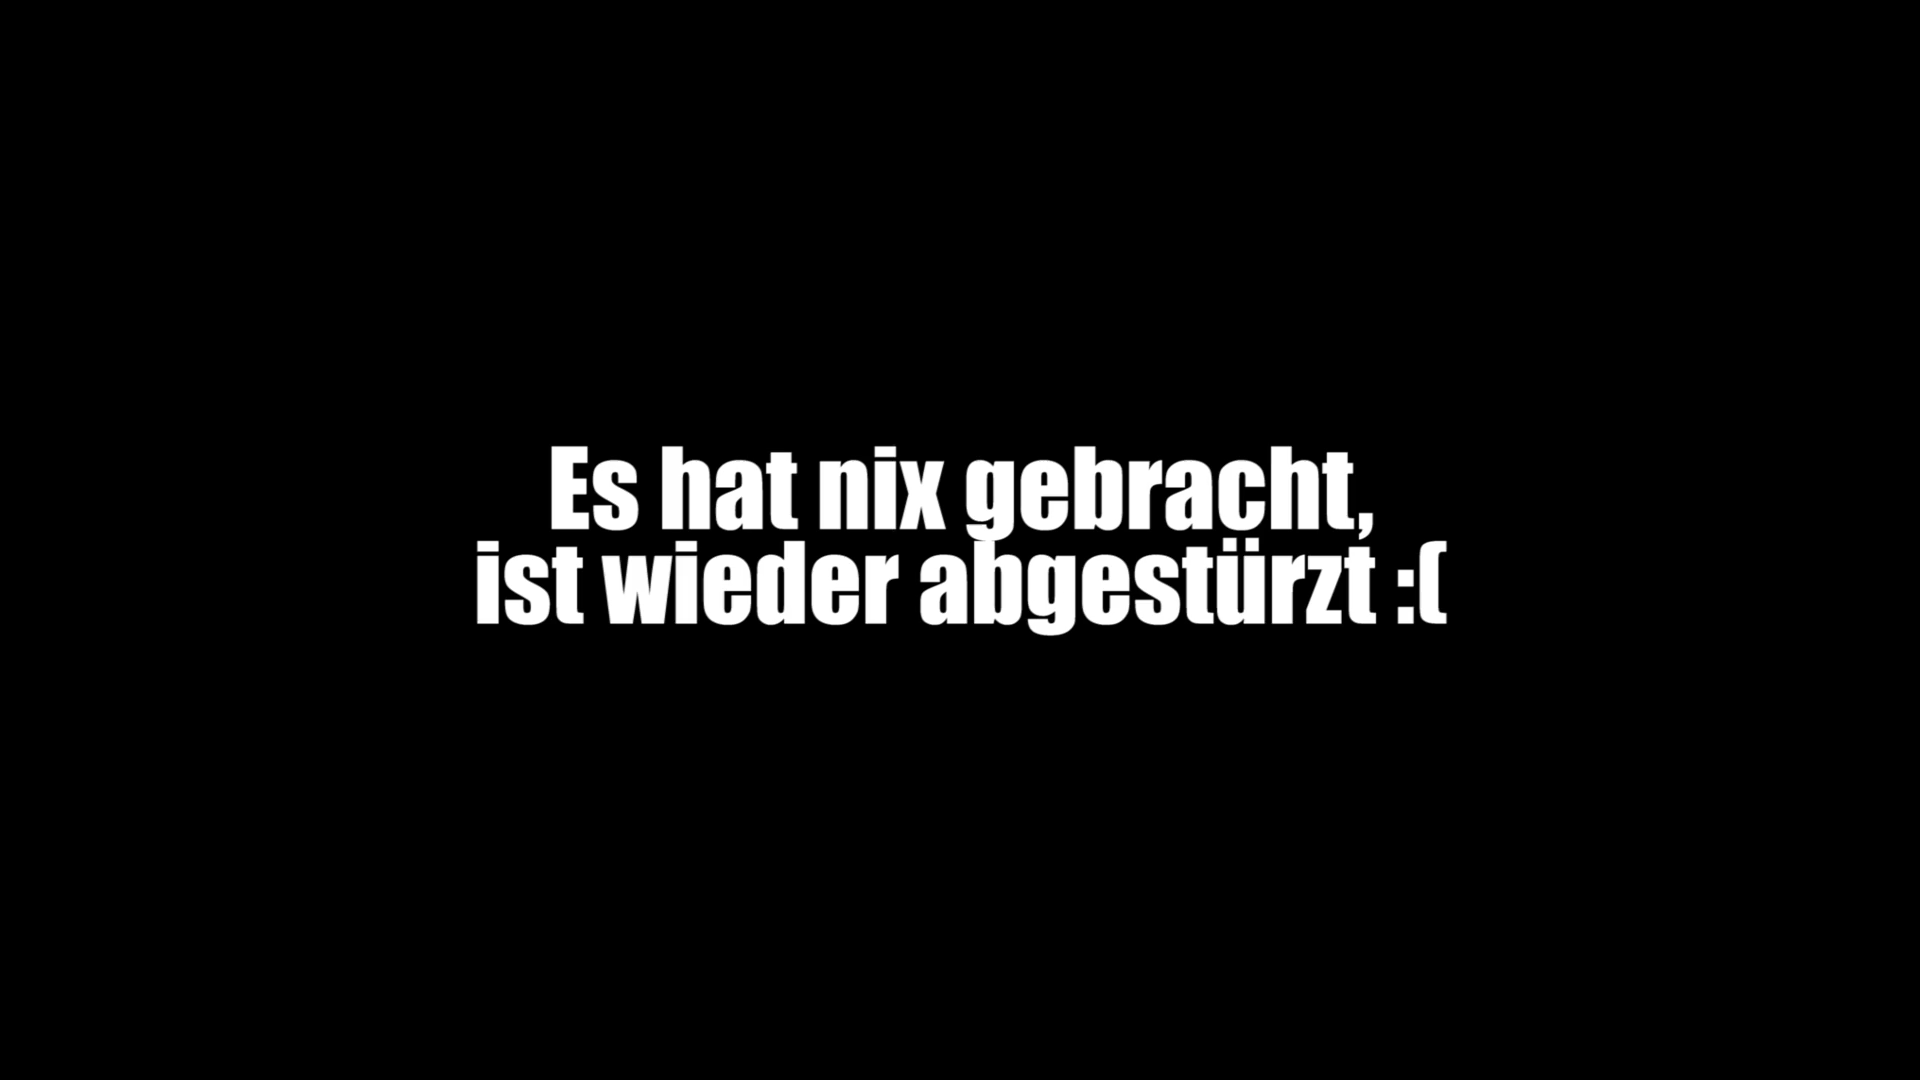 Es hat nix gebracht,
ist wieder abgestürzt :(